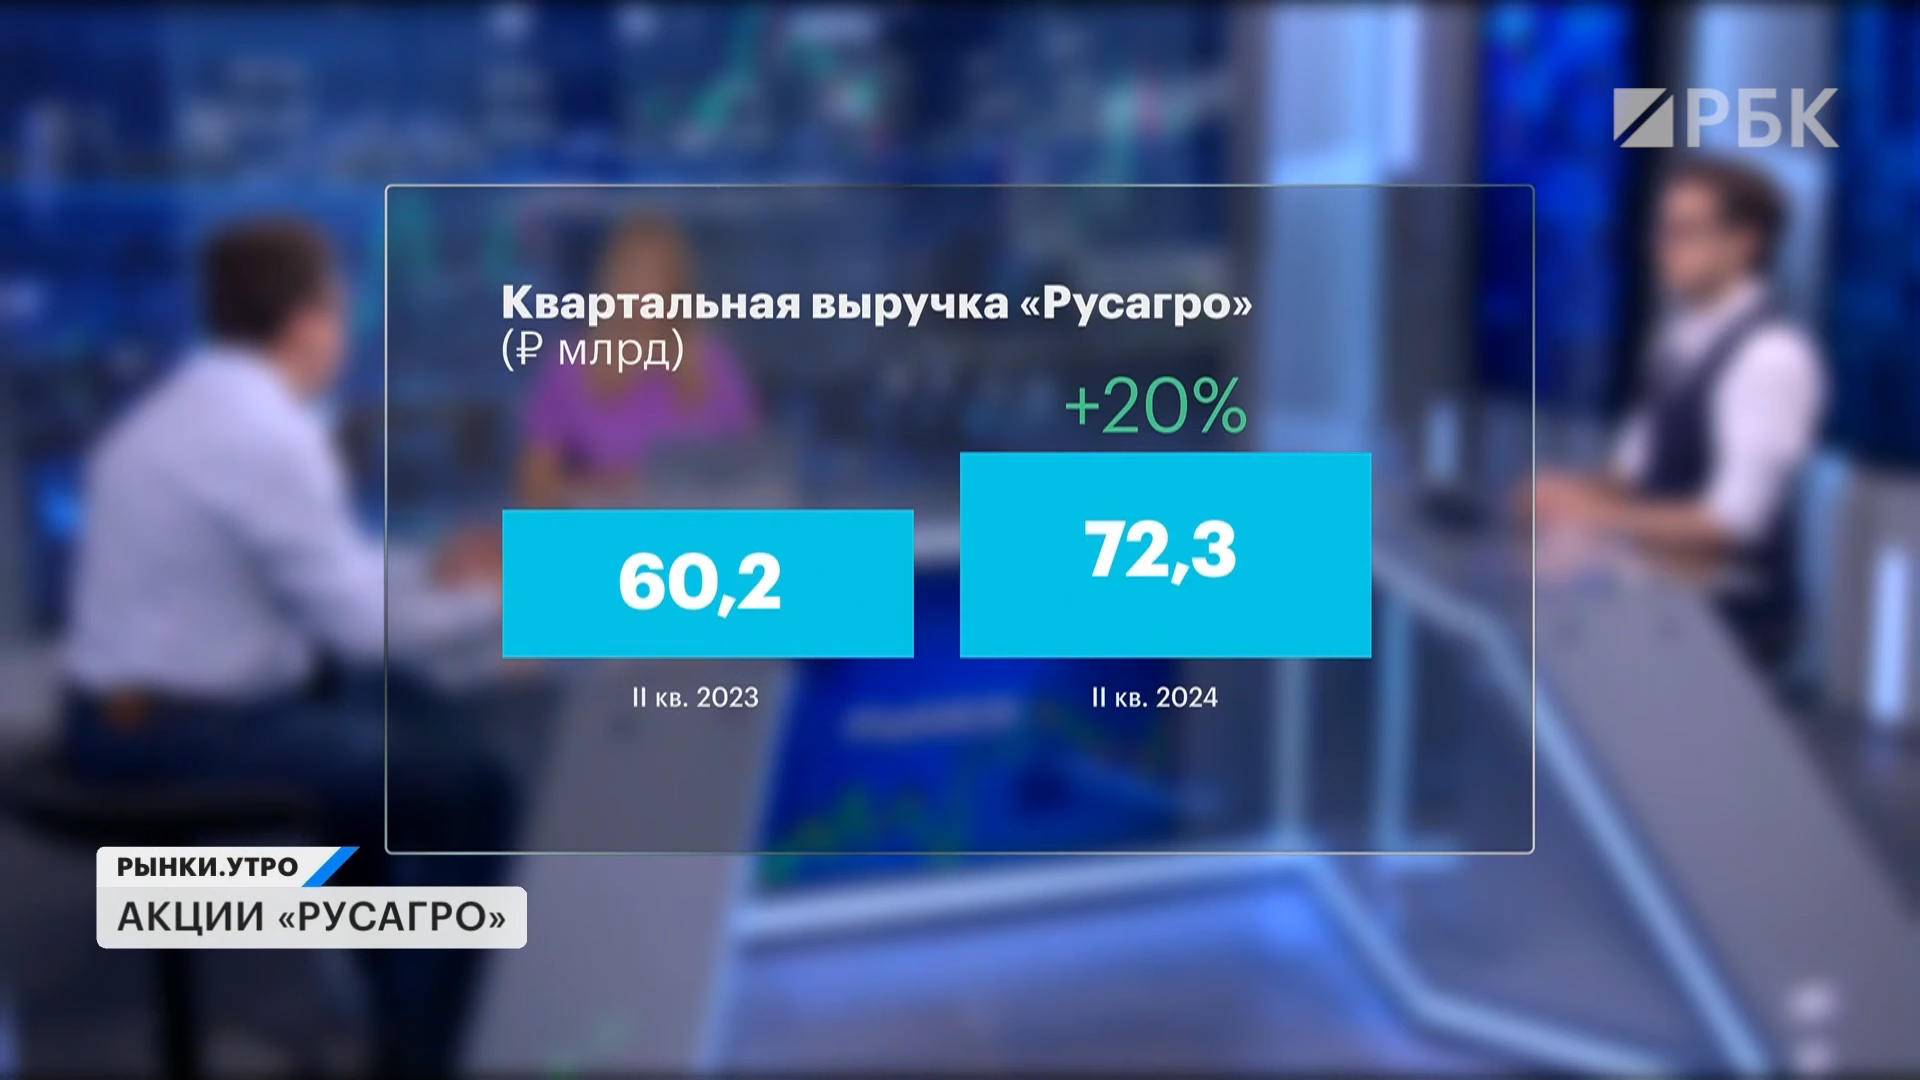 РБК
Квартальная выручка «Русагро»
(₽ млрд)
+20%
60,2
72,3
II кв. 2023
II кв. 2024
РЫНКИ.УТРО
АКЦИИ «РУСАГРО»